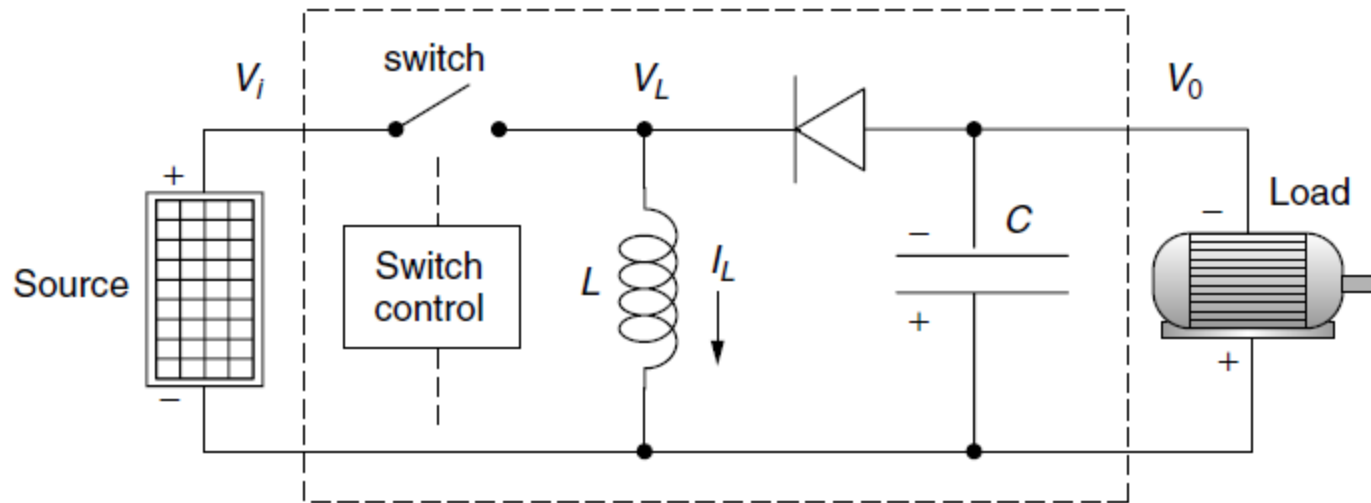 switch
V_i
V_L
V_0
+
Load
−
C
Source
Switch
control
L
I_L
−
+
+
−